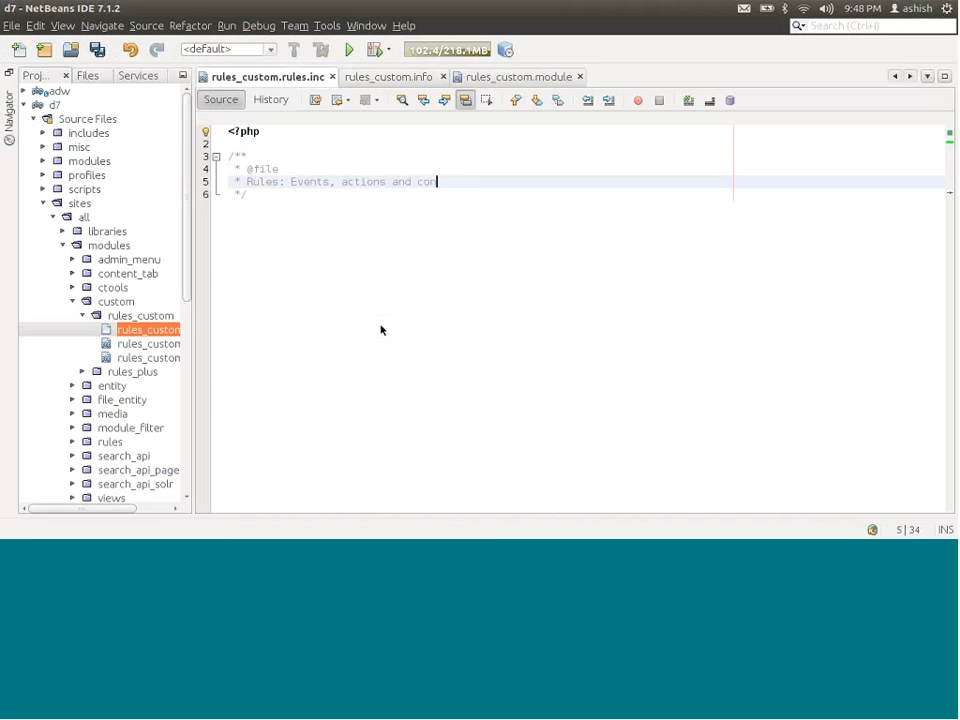 d7 - NetBeans IDE 7.1.2
9:48 PM ashish
File Edit View Navigate Source Refactor Run Debug Team Tools Window Help
Search (Ctrl+I)
<default>
102.4/218.1MB
Proj... Files Services
rules_custom.rules.inc rules_custom.info rules_custom.module
Navigator
Source History
adw
d7
Source Files
includes
misc
modules
profiles
scripts
sites
all
libraries
modules
admin_menu
content_tab
ctools
custom
rules_custom
rules_custom
rules_custom
rules_custom
rules_plus
entity
file_entity
media
module_filter
rules
search_api
search_api_page
search_api_solr
views
<?php
2
3 /**
4 * @file
5 * Rules: Events, actions and con
6 */
5|34 INS